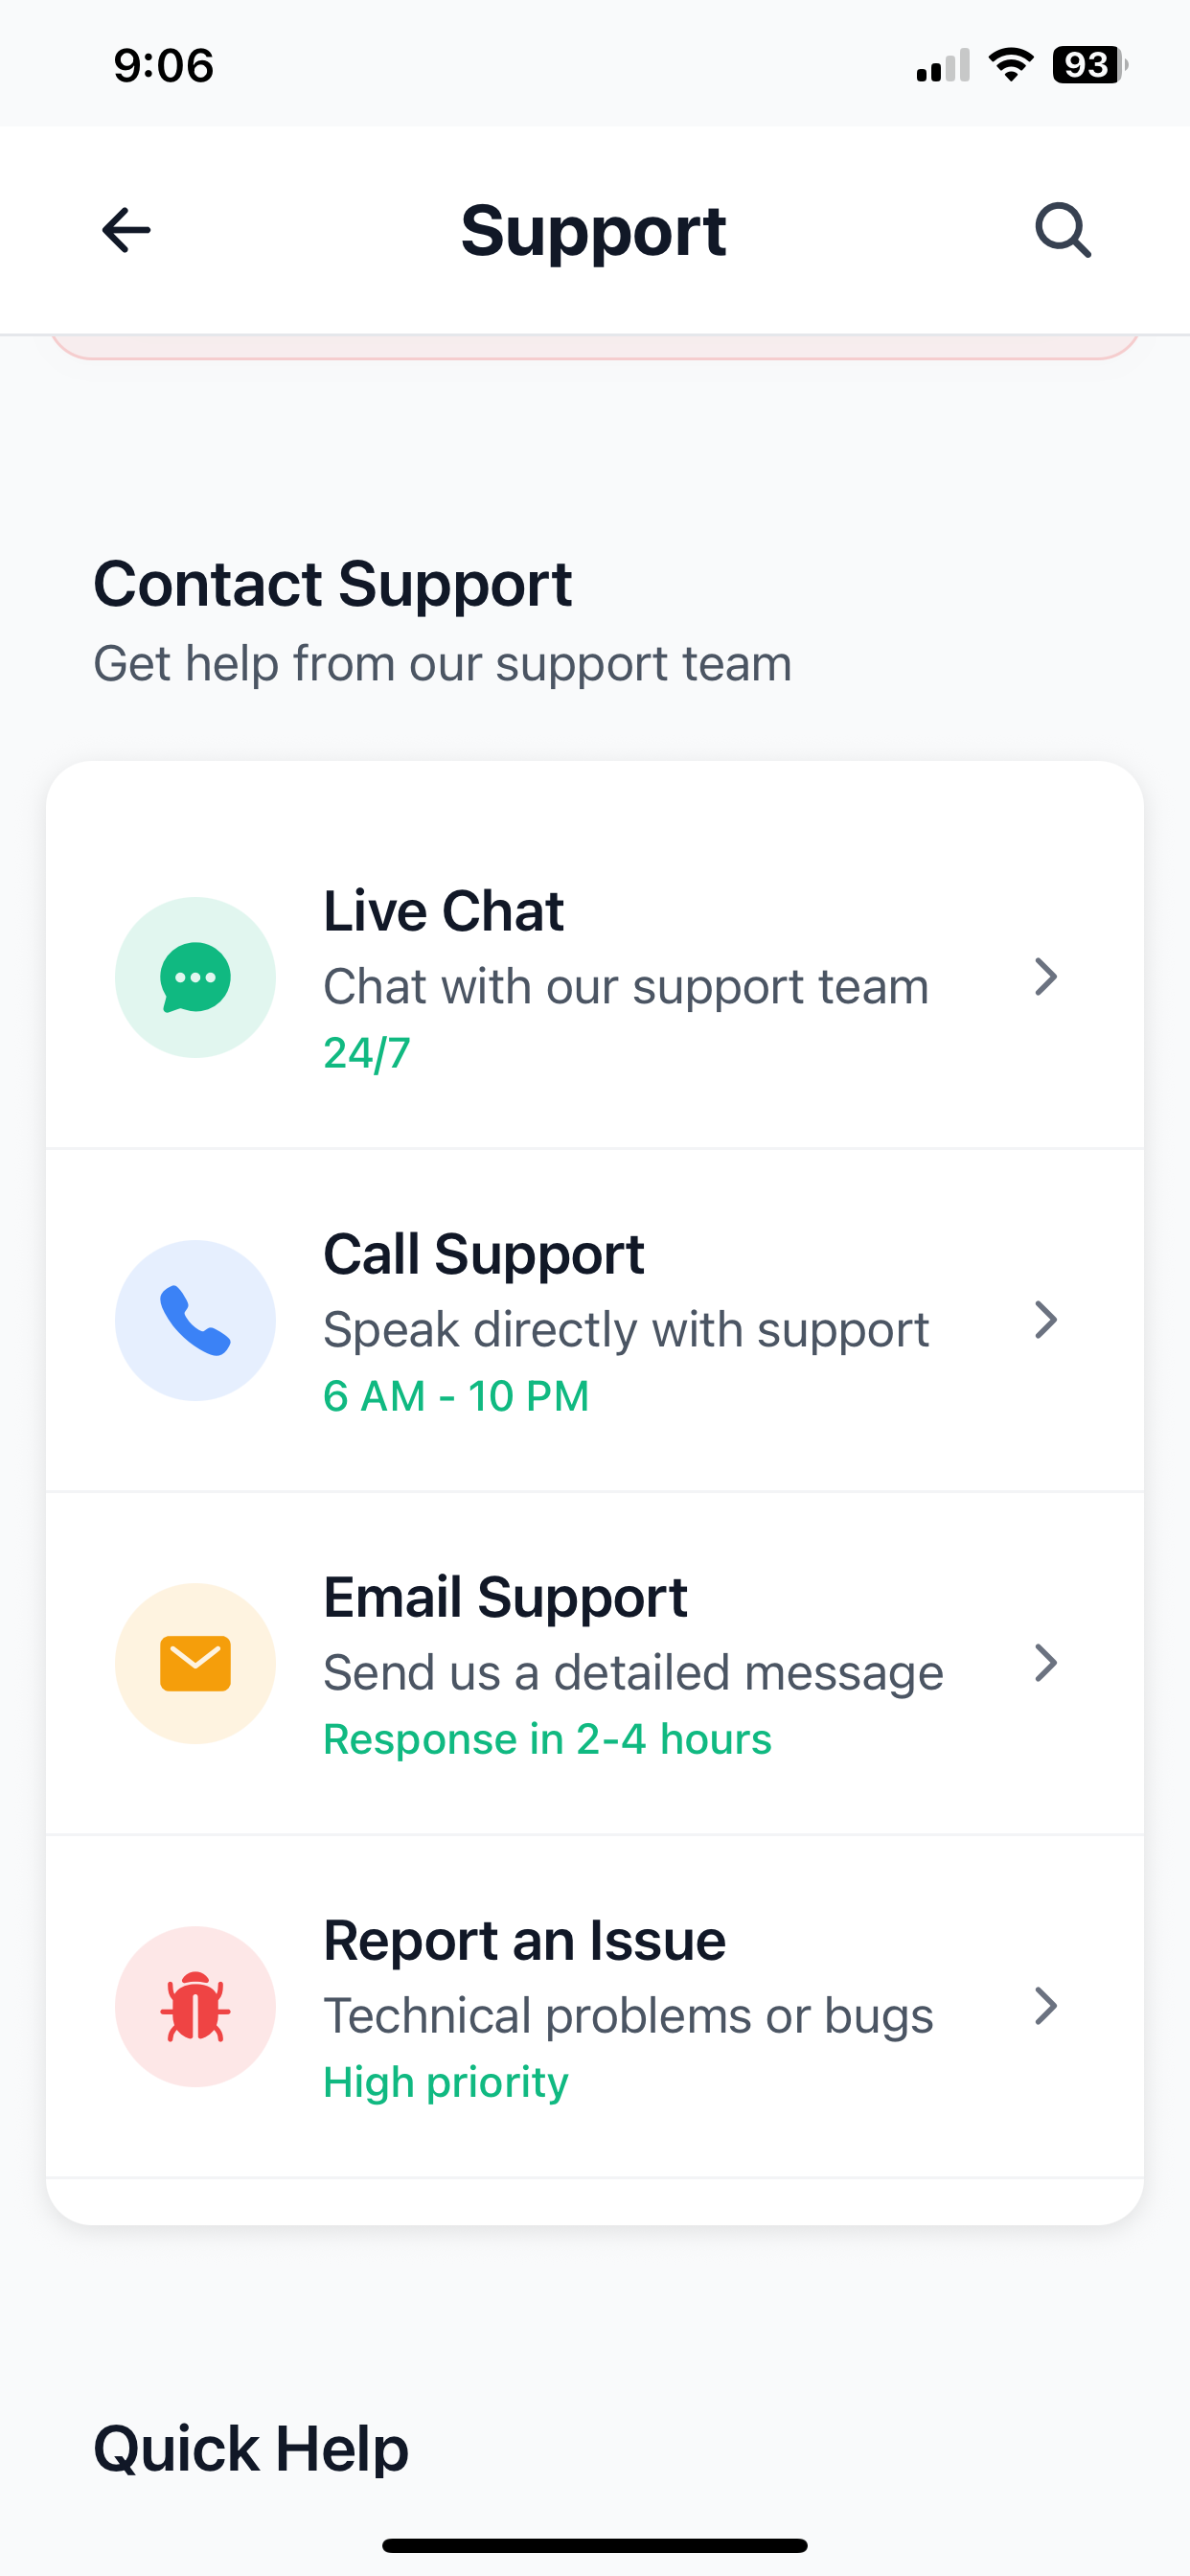 9:06
93
Support
Contact Support
Get help from our support team
Live Chat
Chat with our support team
24/7
Call Support
Speak directly with support
6 AM - 10 PM
Email Support
Send us a detailed message
Response in 2-4 hours
Report an Issue
Technical problems or bugs
High priority
Quick Help